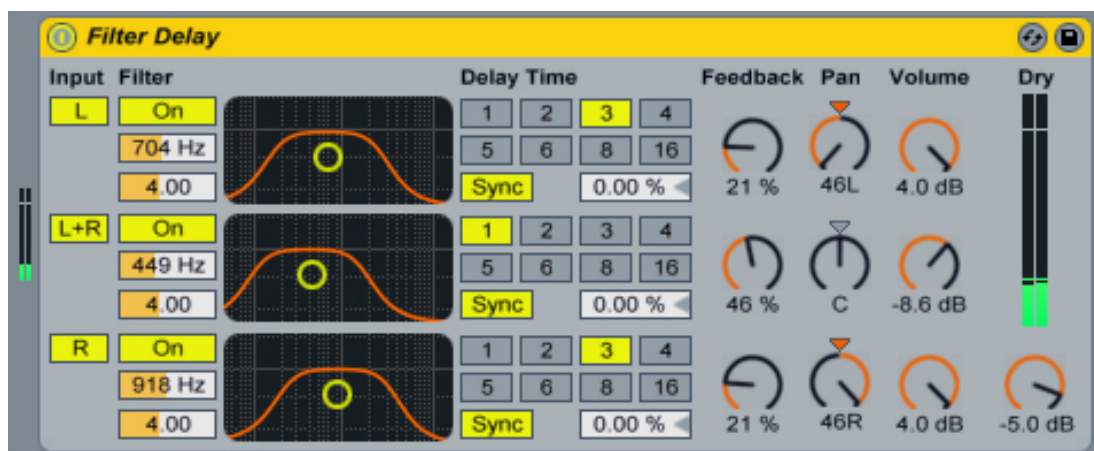 Filter Delay
Input Filter Delay Time Feedback Pan Volume Dry
L On 1 2 3 4
704 Hz 5 6 8 16
4.00 Sync 0.00 % 21 % 46L 4.0 dB
L+R On 1 2 3 4
449 Hz 5 6 8 16
4.00 Sync 0.00 % 46 % C -8.6 dB
R On 1 2 3 4
918 Hz 5 6 8 16
4.00 Sync 0.00 % 21 % 46R 4.0 dB -5.0 dB